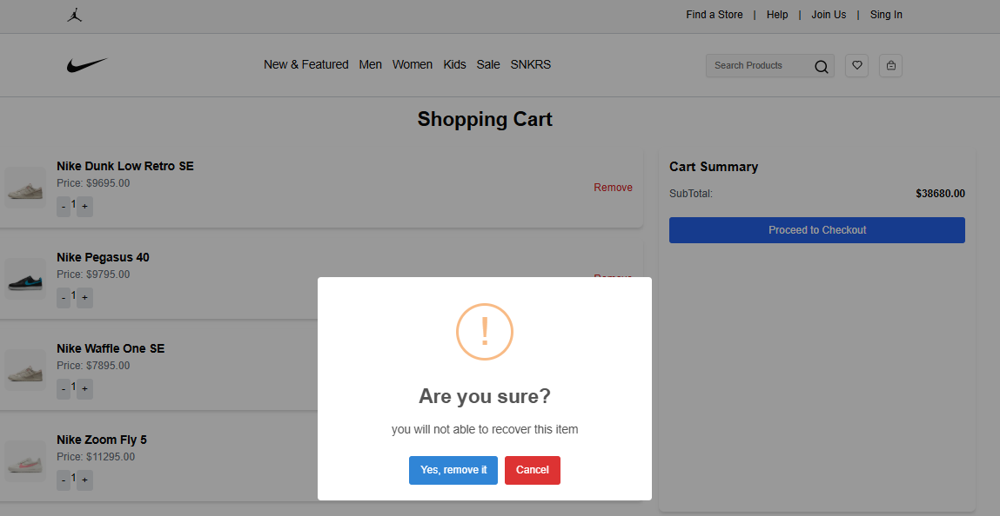 Find a Store | Help | Join Us | Sing In
New & Featured Men Women Kids Sale SNKRS
Search Products
Shopping Cart
Nike Dunk Low Retro SE
Price: $9695.00
- 1 +
Remove
Nike Pegasus 40
Price: $9795.00
- 1 +
Remove
Nike Waffle One SE
Price: $7895.00
- 1 +
Nike Zoom Fly 5
Price: $11295.00
- 1 +
Cart Summary
SubTotal: $38680.00
Proceed to Checkout
!
Are you sure?
you will not able to recover this item
Yes, remove it Cancel